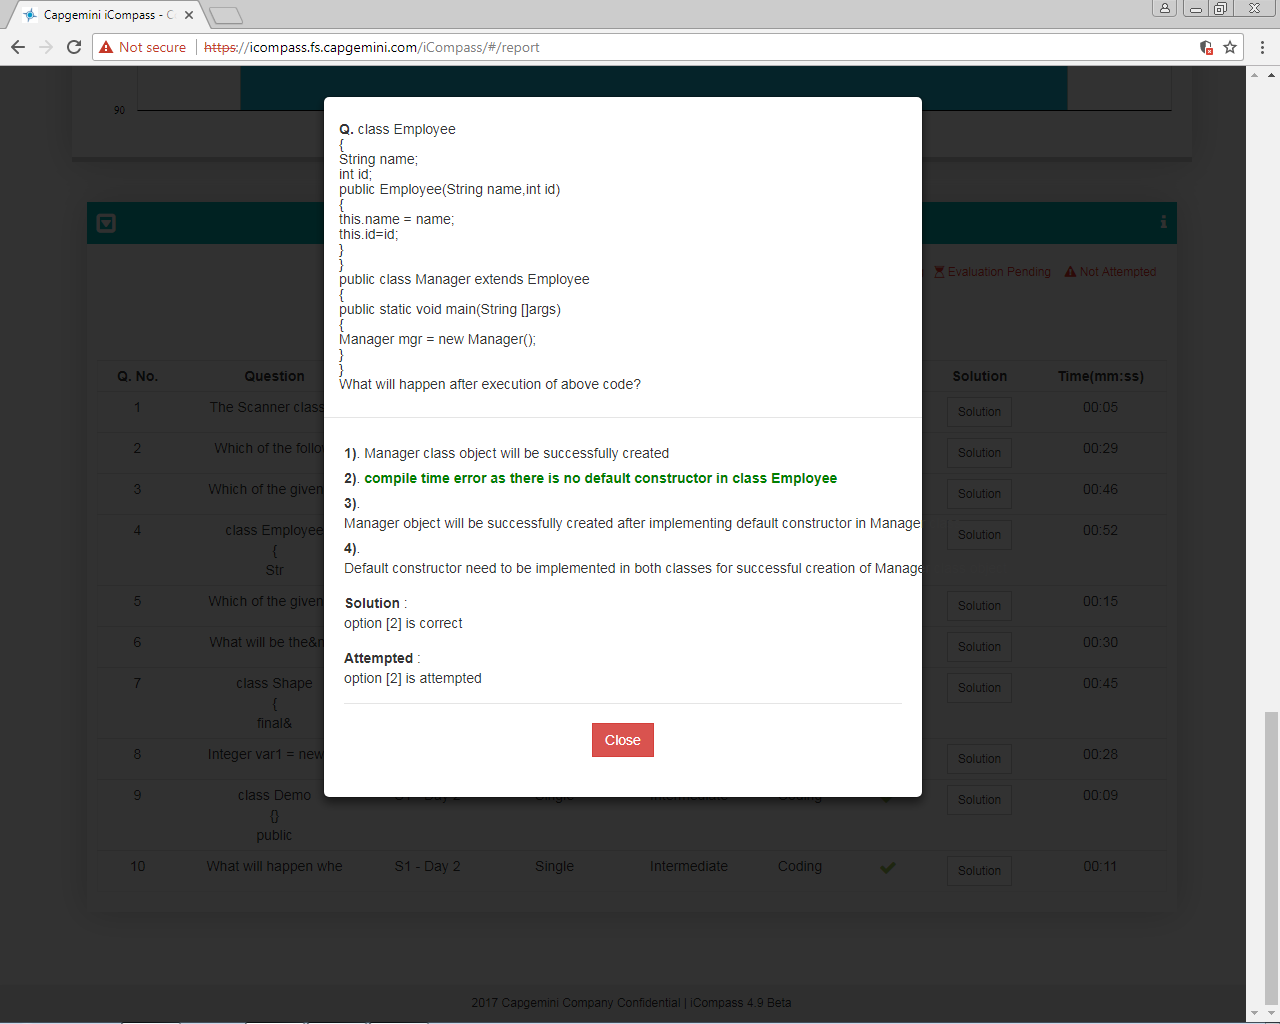 Capgemini iCompass - C
Not secure
https://icompass.fs.capgemini.com/iCompass/#/report
90
Q. class Employee
{
String name;
int id;
public Employee(String name,int id)
{
this.name = name;
this.id=id;
}
}
public class Manager extends Employee
{
public static void main(String []args)
{
Manager mgr = new Manager();
}
}
What will happen after execution of above code?
1). Manager class object will be successfully created
2). compile time error as there is no default constructor in class Employee
3).
Manager object will be successfully created after implementing default constructor in Manage
4).
Default constructor need to be implemented in both classes for successful creation of Manage
Solution :
option [2] is correct
Attempted :
option [2] is attempted
Close
Evaluation Pending Not Attempted
Q. No. Question Solution Time(mm:ss)
1 The Scanner class Solution 00:05
2 Which of the follo Solution 00:29
3 Which of the given Solution 00:46
4 class Employee Solution 00:52
{
Str
5 Which of the given Solution 00:15
6 What will be the&n Solution 00:30
7 class Shape Solution 00:45
{
final&
8 Integer var1 = new Solution 00:28
9 class Demo S1 - Day 2 Single Intermediate Coding Solution 00:09
{}
public
10 What will happen whe S1 - Day 2 Single Intermediate Coding Solution 00:11
2017 Capgemini Company Confidential | iCompass 4.9 Beta